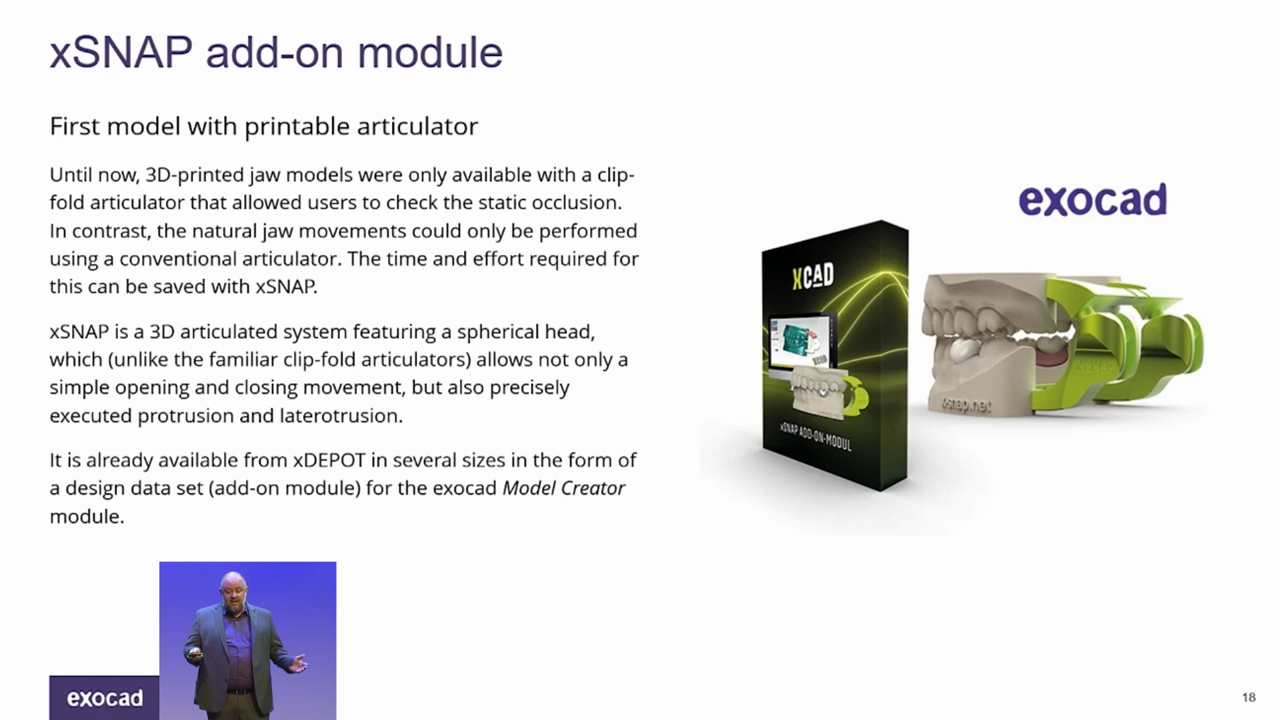 xSNAP add-on module
First model with printable articulator
Until now, 3D-printed jaw models were only available with a clip-
fold articulator that allowed users to check the static occlusion.
In contrast, the natural jaw movements could only be performed
using a conventional articulator. The time and effort required for
this can be saved with xSNAP.
xSNAP is a 3D articulated system featuring a spherical head,
which (unlike the familiar clip-fold articulators) allows not only a
simple opening and closing movement, but also precisely
executed protrusion and laterotrusion.
It is already available from xDEPOT in several sizes in the form of
a design data set (add-on module) for the exocad Model Creator
module.
exocad
XCAD
XCAD
xSNAP ADD-ON-MODUL
x-snap.net
exocad
18